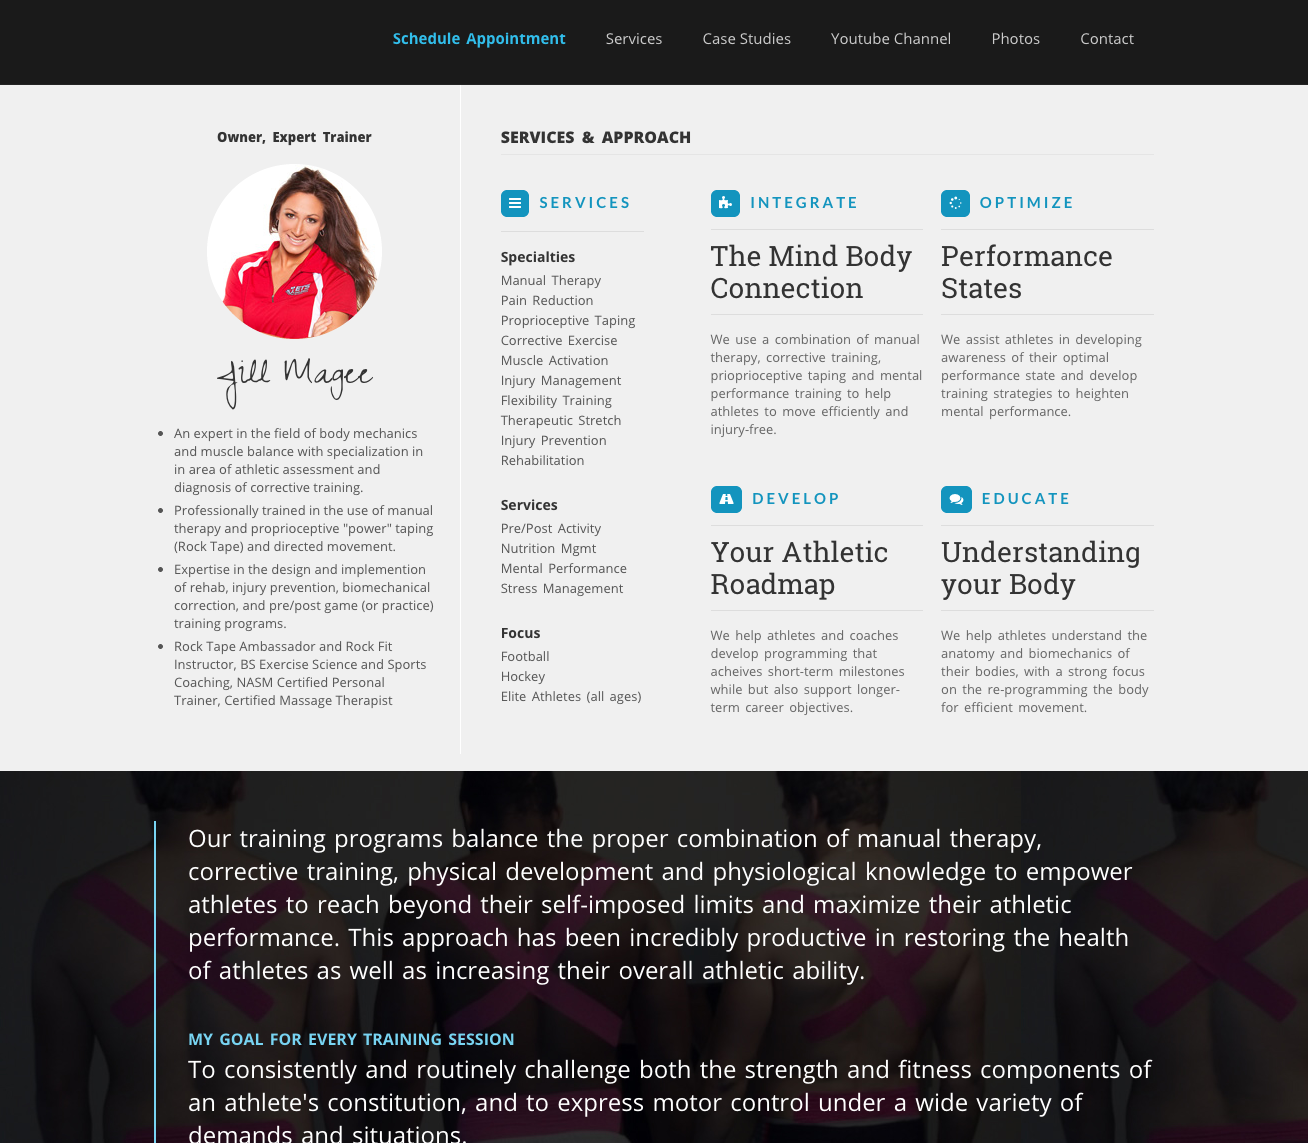 Schedule Appointment Services Case Studies Youtube Channel Photos Contact
Owner, Expert Trainer
Jill Magee
An expert in the field of body mechanics
and muscle balance with specialization in
in area of athletic assessment and
diagnosis of corrective training.
Professionally trained in the use of manual
therapy and proprioceptive "power" taping
(Rock Tape) and directed movement.
Expertise in the design and implemention
of rehab, injury prevention, biomechanical
correction, and pre/post game (or practice)
training programs.
Rock Tape Ambassador and Rock Fit
Instructor, BS Exercise Science and Sports
Coaching, NASM Certified Personal
Trainer, Certified Massage Therapist
SERVICES & APPROACH
SERVICES
Specialties
Manual Therapy
Pain Reduction
Proprioceptive Taping
Corrective Exercise
Muscle Activation
Injury Management
Flexibility Training
Therapeutic Stretch
Injury Prevention
Rehabilitation
Services
Pre/Post Activity
Nutrition Mgmt
Mental Performance
Stress Management
Focus
Football
Hockey
Elite Athletes (all ages)
INTEGRATE
The Mind Body
Connection
We use a combination of manual
therapy, corrective training,
prioprioceptive taping and mental
performance training to help
athletes to move efficiently and
injury-free.
OPTIMIZE
Performance
States
We assist athletes in developing
awareness of their optimal
performance state and develop
training strategies to heighten
mental performance.
DEVELOP
Your Athletic
Roadmap
We help athletes and coaches
develop programming that
acheives short-term milestones
while but also support longer-
term career objectives.
EDUCATE
Understanding
your Body
We help athletes understand the
anatomy and biomechanics of
their bodies, with a strong focus
on the re-programming the body
for efficient movement.
Our training programs balance the proper combination of manual therapy,
corrective training, physical development and physiological knowledge to empower
athletes to reach beyond their self-imposed limits and maximize their athletic
performance. This approach has been incredibly productive in restoring the health
of athletes as well as increasing their overall athletic ability.
MY GOAL FOR EVERY TRAINING SESSION
To consistently and routinely challenge both the strength and fitness components of
an athlete's constitution, and to express motor control under a wide variety of
demands and situations.